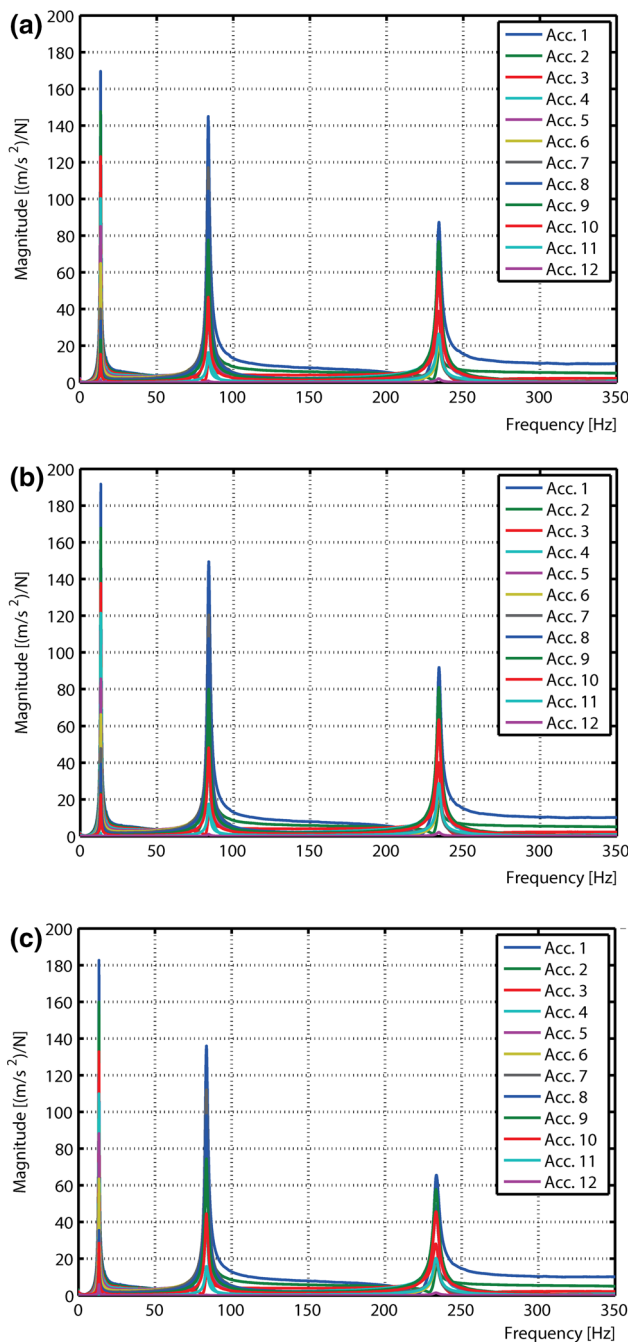 (a)
200
180
160
140
120
100
80
60
40
20
0
Magnitude [(m/s²)/N]
Acc. 1
Acc. 2
Acc. 3
Acc. 4
Acc. 5
Acc. 6
Acc. 7
Acc. 8
Acc. 9
Acc. 10
Acc. 11
Acc. 12
0 50 100 150 200 250 300 350
Frequency [Hz]
(b)
200
180
160
140
120
100
80
60
40
20
0
Magnitude [(m/s²)/N]
Acc. 1
Acc. 2
Acc. 3
Acc. 4
Acc. 5
Acc. 6
Acc. 7
Acc. 8
Acc. 9
Acc. 10
Acc. 11
Acc. 12
0 50 100 150 200 250 300 350
Frequency [Hz]
(c)
200
180
160
140
120
100
80
60
40
20
0
Magnitude [(m/s²)/N]
Acc. 1
Acc. 2
Acc. 3
Acc. 4
Acc. 5
Acc. 6
Acc. 7
Acc. 8
Acc. 9
Acc. 10
Acc. 11
Acc. 12
0 50 100 150 200 250 300 350
Frequency [Hz]